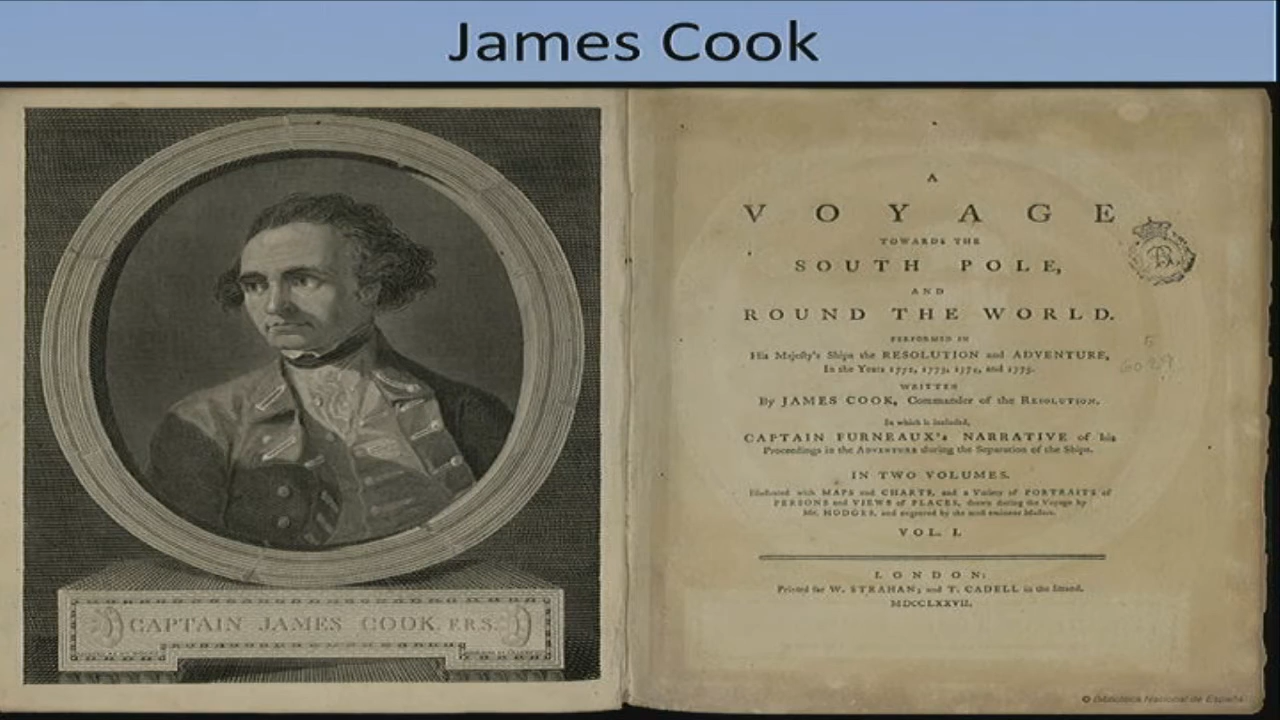 James Cook
CAPTAIN JAMES COOK, F.R.S.
A
VOYAGE
TOWARDS THE
SOUTH POLE,
AND
ROUND THE WORLD.
PERFORMED IN
His Majesty's Ships the RESOLUTION and ADVENTURE,
In the Years 1772, 1773, 1774, and 1775.
WRITTEN
By JAMES COOK, Commander of the RESOLUTION.
In which is included,
CAPTAIN FURNEAUX's NARRATIVE of his
Proceedings in the ADVENTURE during the Separation of the Ships.
IN TWO VOLUMES.
Illustrated with MAPS and CHARTS, and a Variety of PORTRAITS of
PERSONS and VIEWS of PLACES, drawn during the Voyage by
Mr. HODGES, and engraved by the most eminent Masters.
VOL. I.
LONDON:
Printed for W. STRAHAN; and T. CADELL in the Strand.
MDCCLXXVII.
© Biblioteca Nacional de España